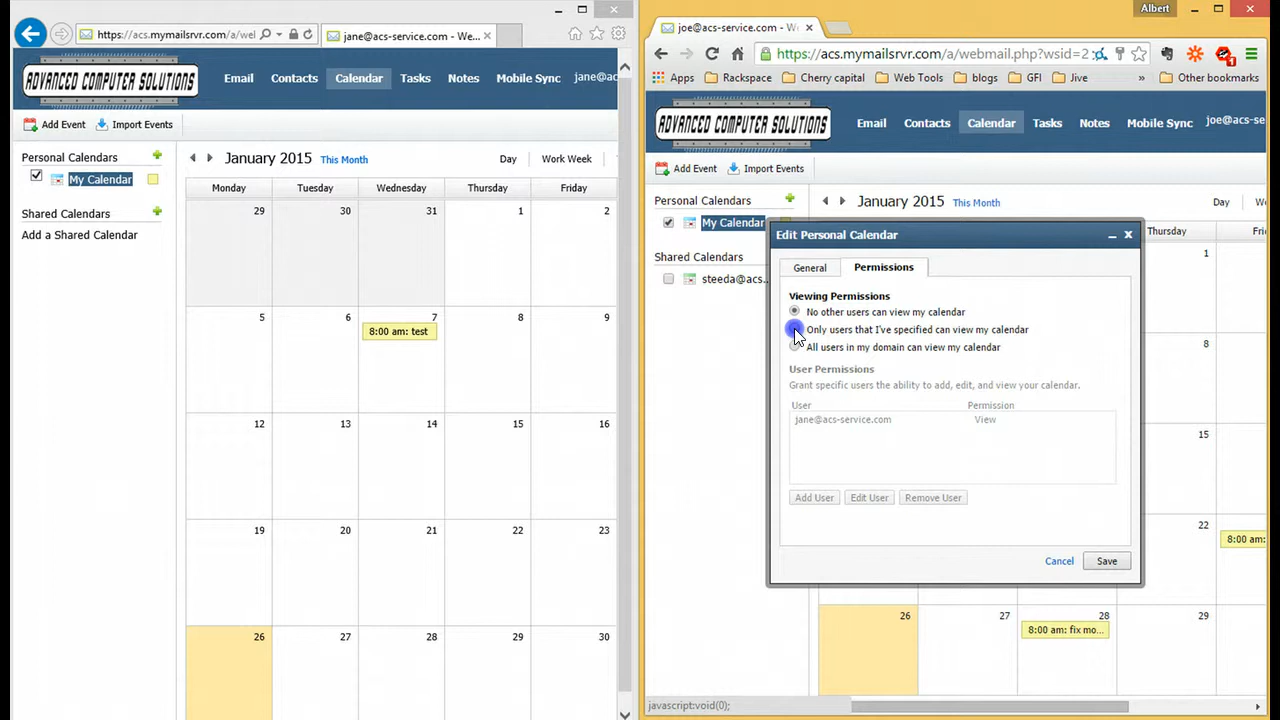 https://acs.mymailsrvr.com/a/wel
jane@acs-service.com - We...
ADVANCED COMPUTER SOLUTIONS
Email
Contacts
Calendar
Tasks
Notes
Mobile Sync
jane@ac
Add Event
Import Events
Personal Calendars
My Calendar
Shared Calendars
Add a Shared Calendar
January 2015
This Month
Day
Work Week
Monday
Tuesday
Wednesday
Thursday
Friday
29
30
31
1
2
5
6
7
8
9
8:00 am: test
12
13
14
15
16
19
20
21
22
23
26
27
28
29
30
Albert
joe@acs-service.com - We
https://acs.mymailsrvr.com/a/webmail.php?wsid=2
1
Apps
Rackspace
Cherry capital
Web Tools
blogs
GFI
Jive
»
Other bookmarks
ADVANCED COMPUTER SOLUTIONS
Email
Contacts
Calendar
Tasks
Notes
Mobile Sync
joe@acs-se
Add Event
Import Events
Personal Calendars
My Calendar
Shared Calendars
steeda@acs...
January 2015
This Month
Day
Thursday
Fri
1
8
15
22
8:00 am:
26
27
28
29
8:00 am: fix mo...
Edit Personal Calendar
General
Permissions
Viewing Permissions
No other users can view my calendar
Only users that I've specified can view my calendar
All users in my domain can view my calendar
User Permissions
Grant specific users the ability to add, edit, and view your calendar.
User
Permission
jane@acs-service.com
View
Add User
Edit User
Remove User
Cancel
Save
javascript:void(0);